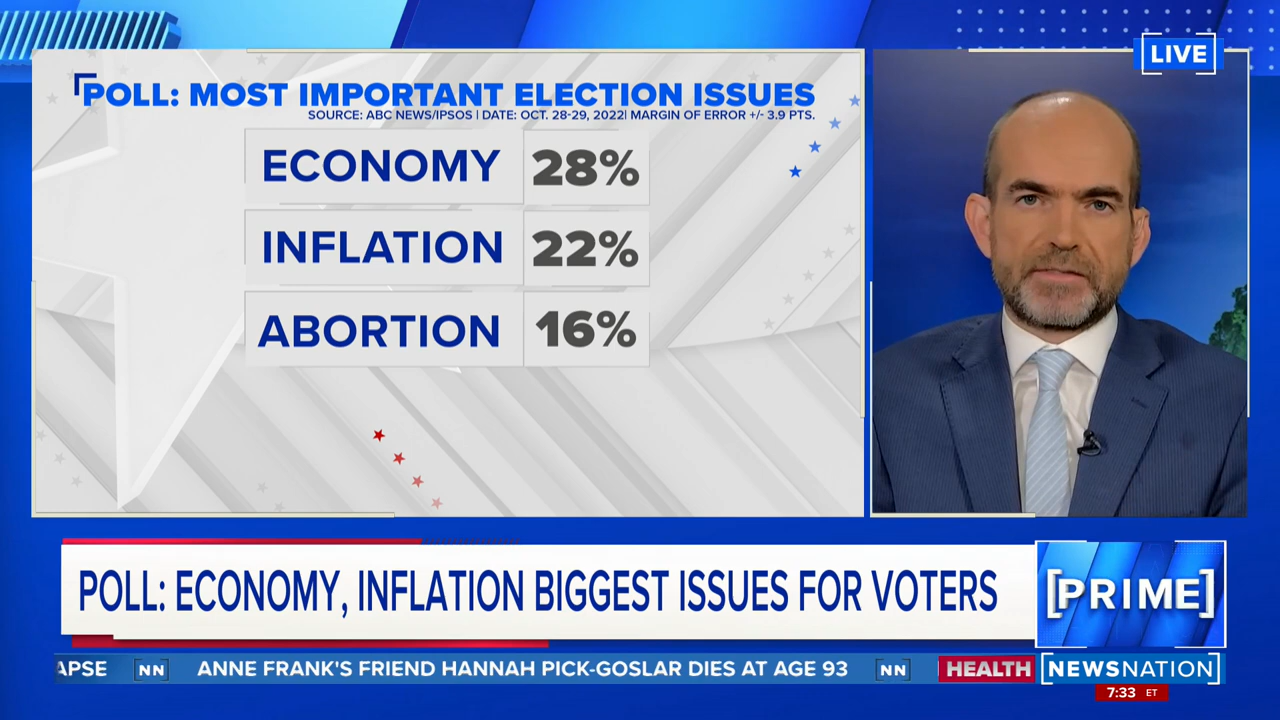 LIVE
POLL: MOST IMPORTANT ELECTION ISSUES
SOURCE: ABC NEWS/IPSOS | DATE: OCT. 28-29, 2022| MARGIN OF ERROR +/- 3.9 PTS.
ECONOMY 28%
INFLATION 22%
ABORTION 16%
POLL: ECONOMY, INFLATION BIGGEST ISSUES FOR VOTERS
[PRIME]
APSE NN ANNE FRANK'S FRIEND HANNAH PICK-GOSLAR DIES AT AGE 93 NN HEALTH
NEWSNATION
7:33 ET